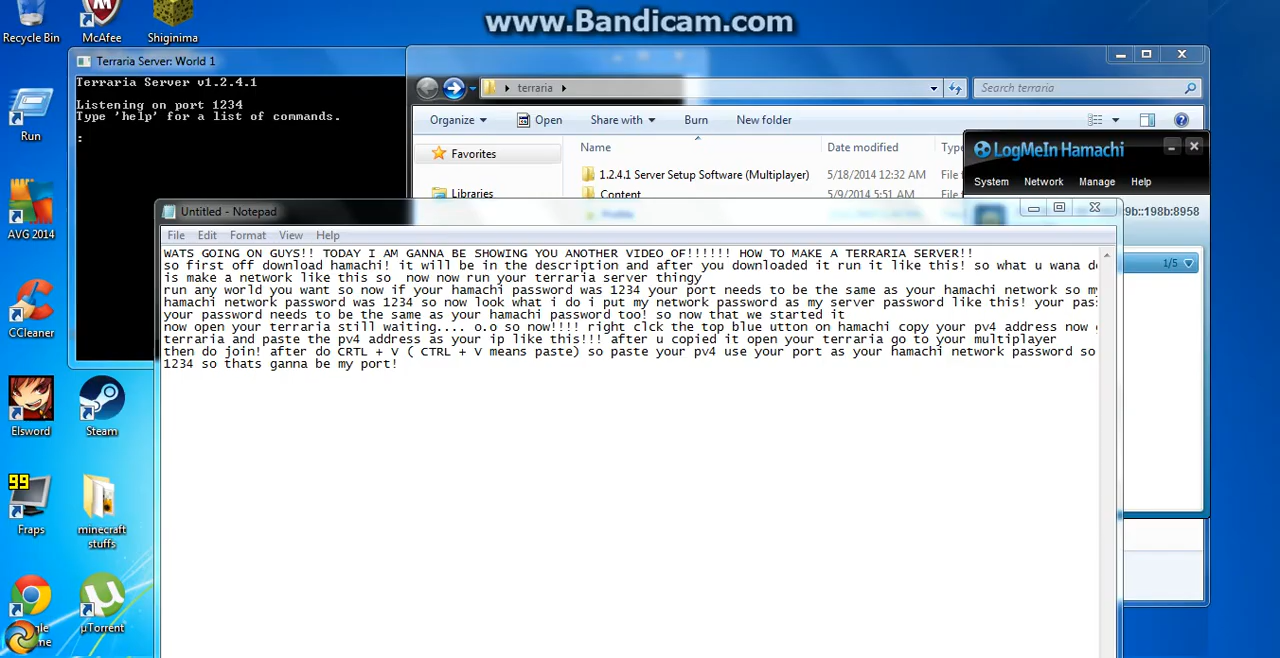 www.Bandicam.com
Recycle Bin
McAfee
Shiginima
Terraria Server: World 1
Terraria Server v1.2.4.1
Listening on port 1234
Type 'help' for a list of commands.
:
terraria
Search terraria
Organize
Open
Share with
Burn
New folder
Name
Date modified
Type
Favorites
1.2.4.1 Server Setup Software (Multiplayer)
5/18/2014 12:32 AM
File f
Libraries
Content
5/9/2014 5:51 AM
File f
LogMeIn Hamachi
System
Network
Manage
Help
9b::198b:8958
1/5
Run
AVG 2014
CCleaner
Elsword
Steam
99
Fraps
minecraft
stuffs
µTorrent
Untitled - Notepad
File
Edit
Format
View
Help
WATS GOING ON GUYS!! TODAY I AM GANNA BE SHOWING YOU ANOTHER VIDEO OF!!!!!! HOW TO MAKE A TERRARIA SERVER!!
so first off download hamachi! it will be in the description and after you downloaded it run it like this! so what u wana do
is make a network like this so  now now run your terraria server thingy
run any world you want so now if your hamachi password was 1234 your port needs to be the same as your hamachi network so my
hamachi network password was 1234 so now look what i do i put my network password as my server password like this! your pas
your password needs to be the same as your hamachi password too! so now that we started it
now open your terraria still waiting.... o.o so now!!!! right clck the top blue utton on hamachi copy your pv4 address now
terraria and paste the pv4 address as your ip like this!!! after u copied it open your terraria go to your multiplayer
then do join! after do CRTL + V ( CTRL + V means paste) so paste your pv4 use your port as your hamachi network password so
1234 so thats ganna be my port!